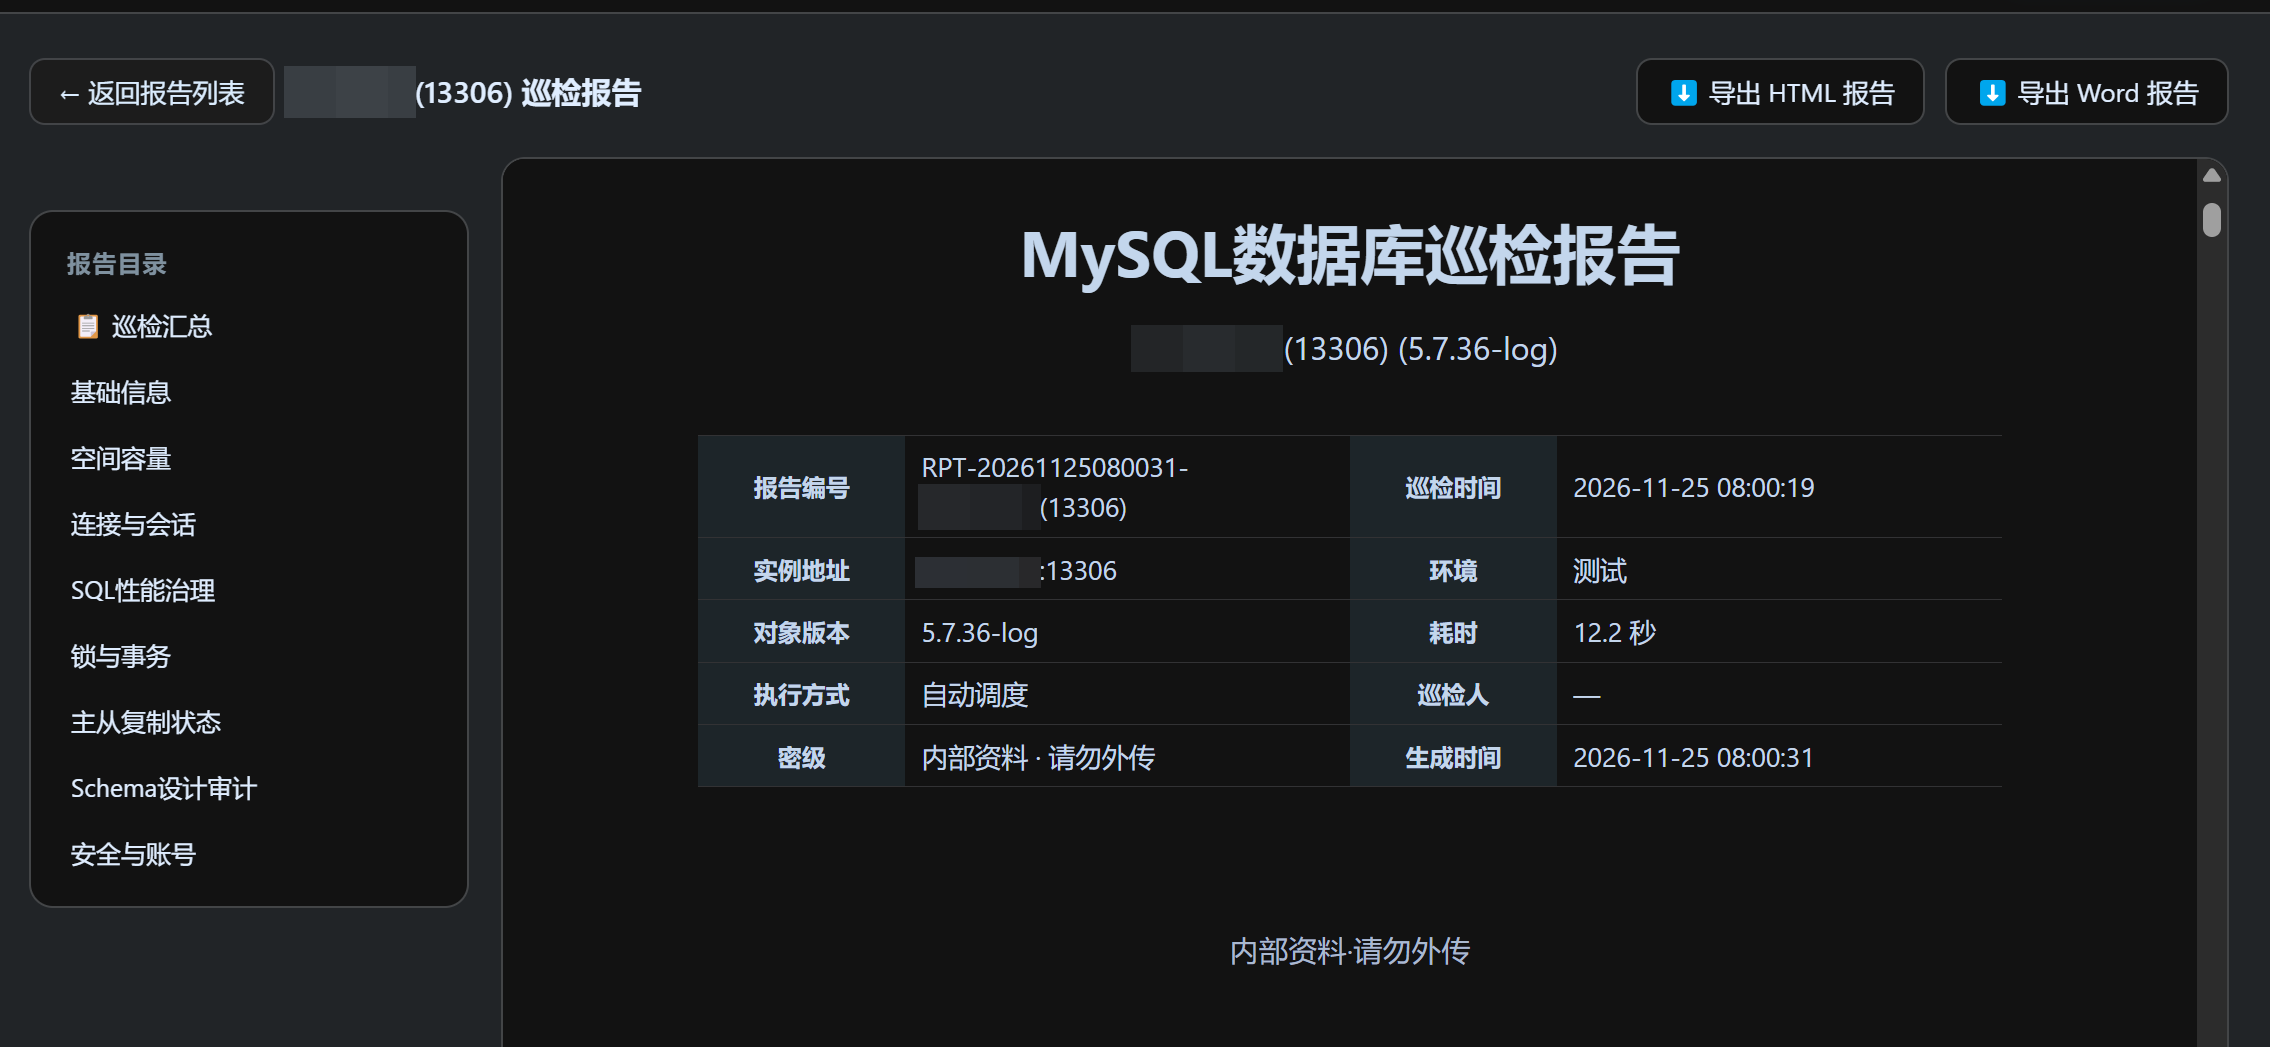 ← 返回报告列表
(13306) 巡检报告
导出 HTML 报告
导出 Word 报告
报告目录
巡检汇总
基础信息
空间容量
连接与会话
SQL性能治理
锁与事务
主从复制状态
Schema设计审计
安全与账号
MySQL数据库巡检报告
(13306) (5.7.36-log)
报告编号
RPT-20261125080031-
(13306)
巡检时间
2026-11-25 08:00:19
实例地址
:13306
环境
测试
对象版本
5.7.36-log
耗时
12.2 秒
执行方式
自动调度
巡检人
—
密级
内部资料 · 请勿外传
生成时间
2026-11-25 08:00:31
内部资料·请勿外传